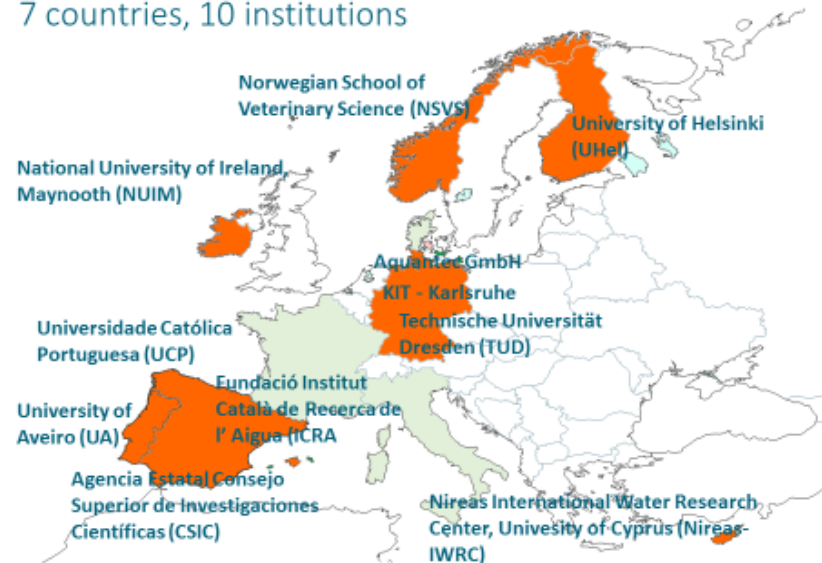 7 countries, 10 institutions
Norwegian School of
Veterinary Science (NSVS)
University of Helsinki
(UHel)
National University of Ireland,
Maynooth (NUIM)
Aquantec GmbH
KIT - Karlsruhe
Technische Universität
Dresden (TUD)
Universidade Católica
Portuguesa (UCP)
Fundació Institut
Català de Recerca de
l' Aigua (ICRA
University of
Aveiro (UA)
Agencia Estatal Consejo
Superior de Investigaciones
Científicas (CSIC)
Nireas International Water Research
Center, Univesity of Cyprus (Nireas-
IWRC)